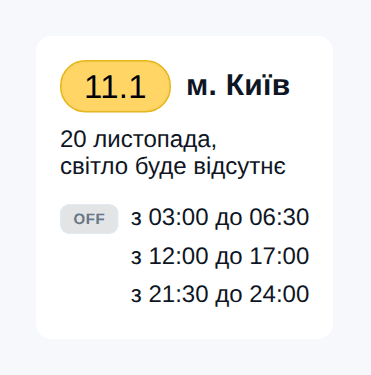 11.1 м. Київ
20 листопада,
світло буде відсутнє
OFF з 03:00 до 06:30
з 12:00 до 17:00
з 21:30 до 24:00